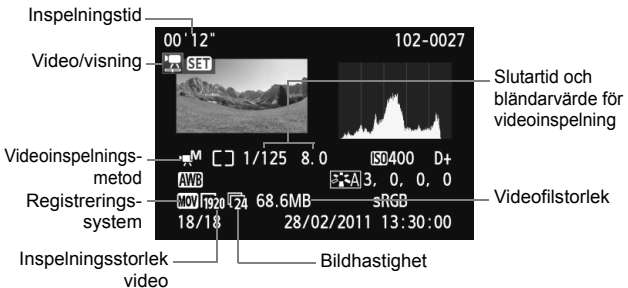 Inspelningstid
00'12" 102-0027
Video/visning
SET
Slutartid och
bländarvärde för
videoinspelning
Videoinspelnings-
metod
M 1/125 8.0 ISO400 D+
AWB A 3, 0, 0, 0
Registrerings-
system
MOV 1920 24 68.6MB sRGB
Videofilstorlek
18/18 28/02/2011 13:30:00
Inspelningsstorlek
video
Bildhastighet